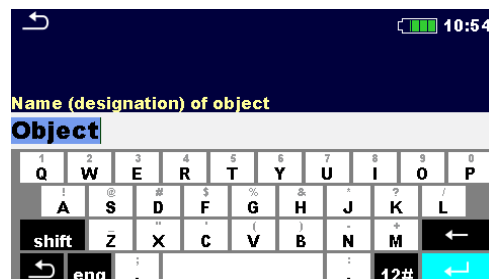 10:54
Name (designation) of object
Object
1 2 3 4 5 6 7 8 9 0
Q W E R T Y U I O P
! @ # $ % & * ? /
A S D F G H J K L
_ " ' ( ) - +
shift Z X C V B N M ←
; :
eng , . 12#